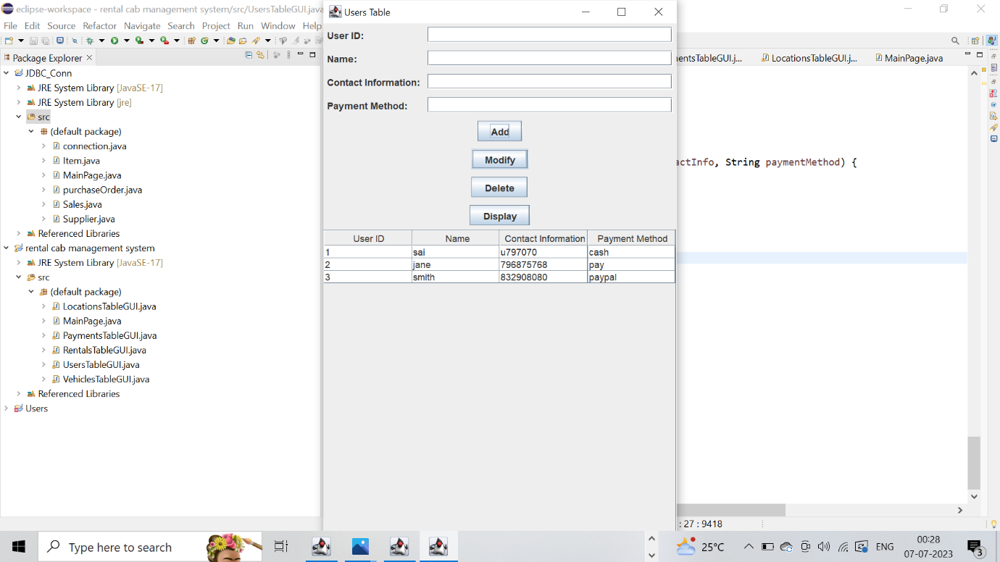 eclipse-workspace - rental cab management system/src/UsersTableGUI.java
Users Table
File Edit Source Refactor Navigate Search Project Run Window Help
User ID:
Name:
Contact Information:
Payment Method:
Add
Modify
Delete
Display
User ID Name Contact Information Payment Method
1 sai u797070 cash
2 jane 796875768 pay
3 smith 832908080 paypal
Package Explorer
JDBC_Conn
JRE System Library [JavaSE-17]
JRE System Library [jre]
src
(default package)
connection.java
Item.java
MainPage.java
purchaseOrder.java
Sales.java
Supplier.java
Referenced Libraries
rental cab management system
JRE System Library [JavaSE-17]
src
(default package)
LocationsTableGUI.java
MainPage.java
PaymentsTableGUI.java
RentalsTableGUI.java
UsersTableGUI.java
VehiclesTableGUI.java
Referenced Libraries
Users
entsTableGUI.j... LocationsTableGUI.j... MainPage.java
actInfo, String paymentMethod) {
: 27 : 9418
Type here to search
25°C
ENG
00:28
07-07-2023
3